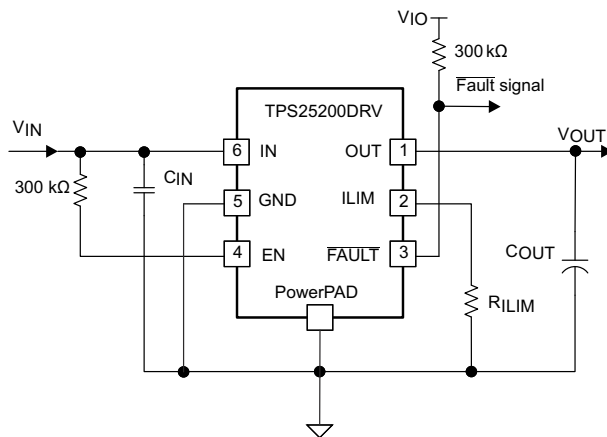 VIO
300 kΩ
Fault signal
TPS25200DRV
VIN
VOUT
6 IN
OUT 1
CIN
300 kΩ
5 GND
ILIM 2
4 EN
FAULT 3
COUT
PowerPAD
RILIM